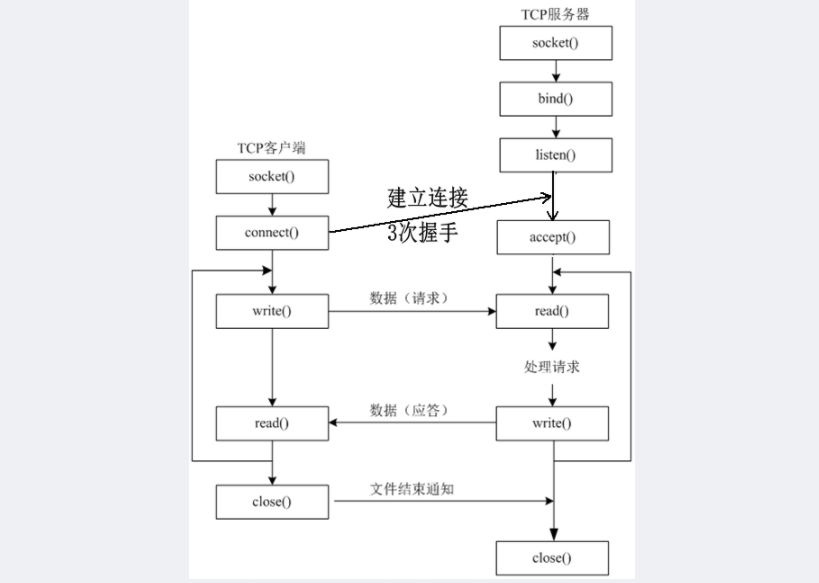 TCP服务器
socket()
bind()
listen()
TCP客户端
socket()
建立连接
connect()
3次握手
accept()
数据（请求）
write()
read()
处理请求
数据（应答）
read()
write()
文件结束通知
close()
close()